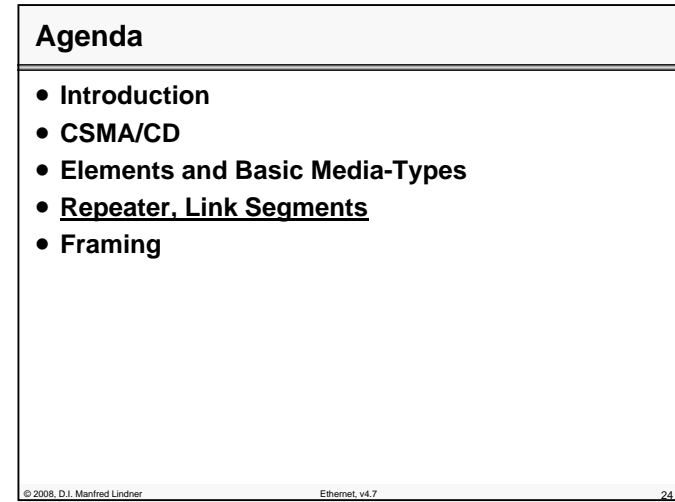 Agenda
• Introduction
• CSMA/CD
• Elements and Basic Media-Types
• Repeater, Link Segments
• Framing
© 2008, D.I. Manfred Lindner
Ethernet, v4.7
24